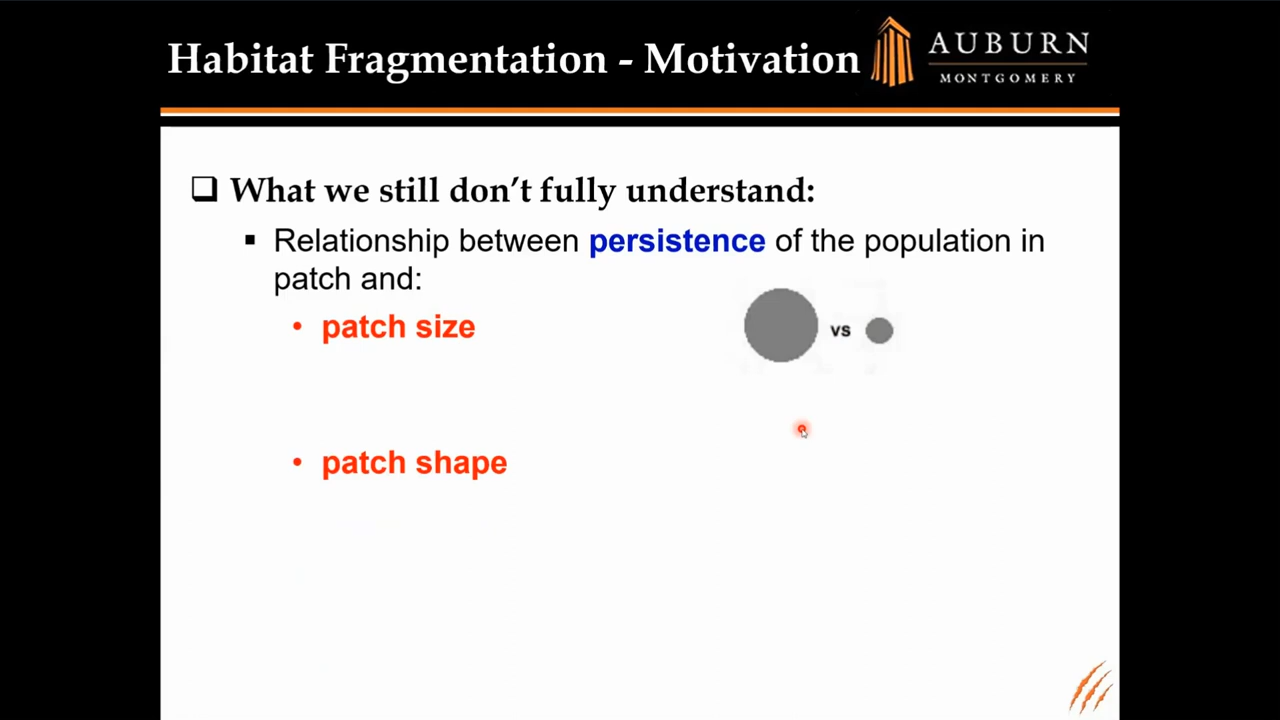 Habitat Fragmentation - Motivation
AUBURN
MONTGOMERY
❑ What we still don't fully understand:
▪ Relationship between persistence of the population in
patch and:
• patch size
vs
• patch shape